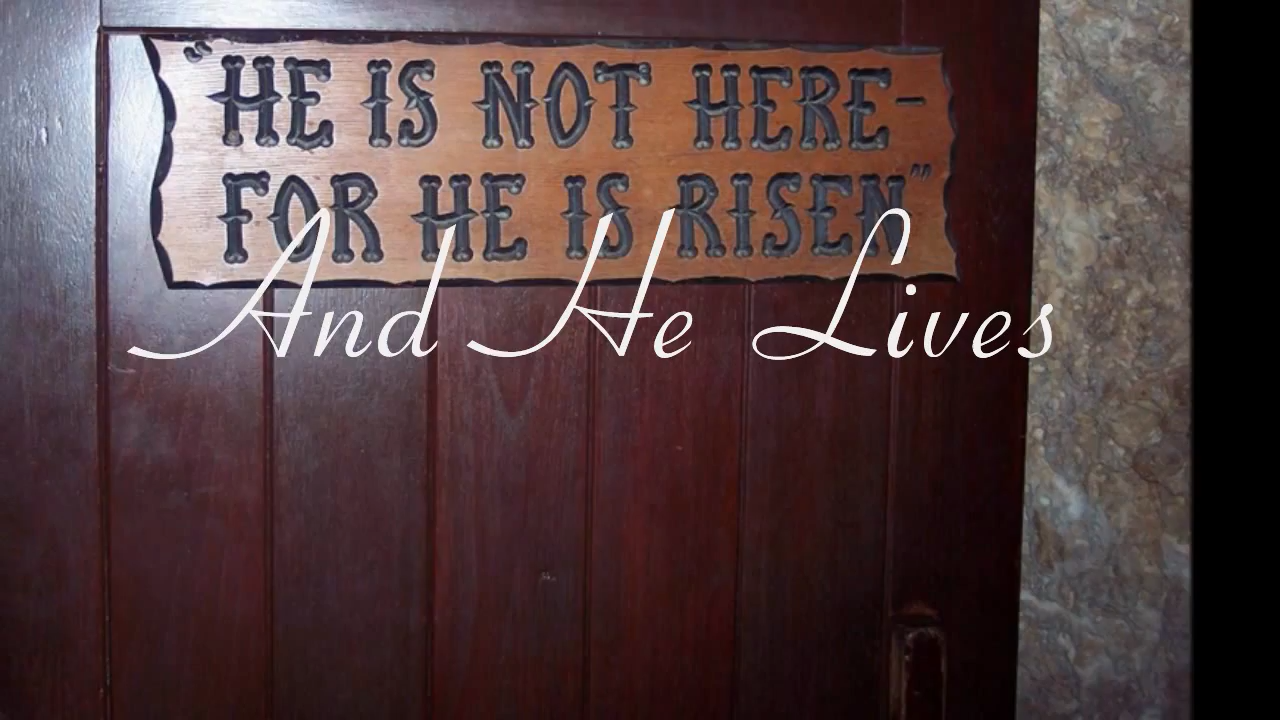 "HE IS NOT HERE-
FOR HE IS RISEN"
And He Lives